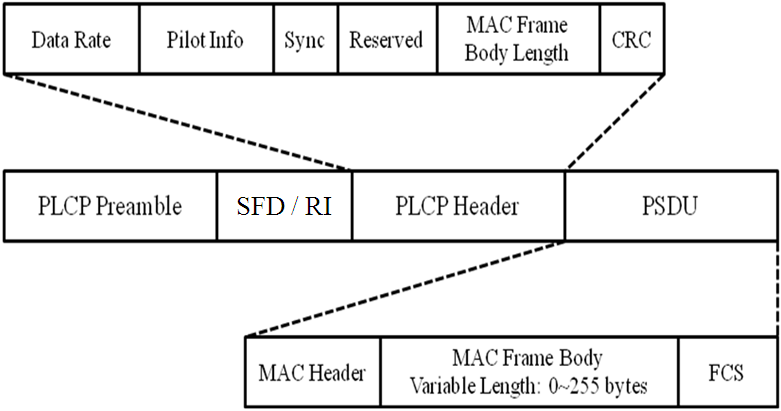 Data Rate
Pilot Info
Sync
Reserved
MAC Frame
Body Length
CRC
PLCP Preamble
SFD / RI
PLCP Header
PSDU
MAC Header
MAC Frame Body
Variable Length: 0~255 bytes
FCS